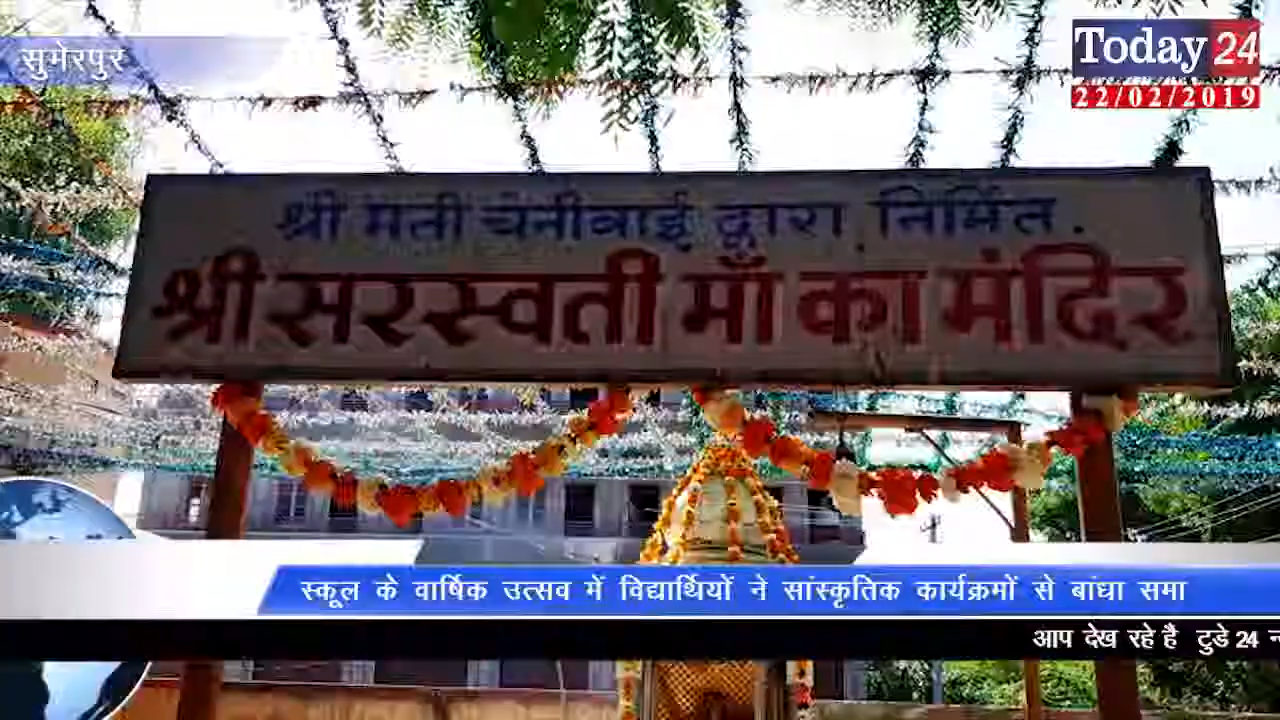 सुमेरपुर
Today 24
22/02/2019
श्री मती चेनीबाई द्वारा निर्मित.
श्री सरस्वती माँ का मंदिर
स्कूल के वार्षिक उत्सव में विद्यार्थियों ने सांस्कृतिक कार्यक्रमों से बांधा समा
आप देख रहे हैं टुडे 24